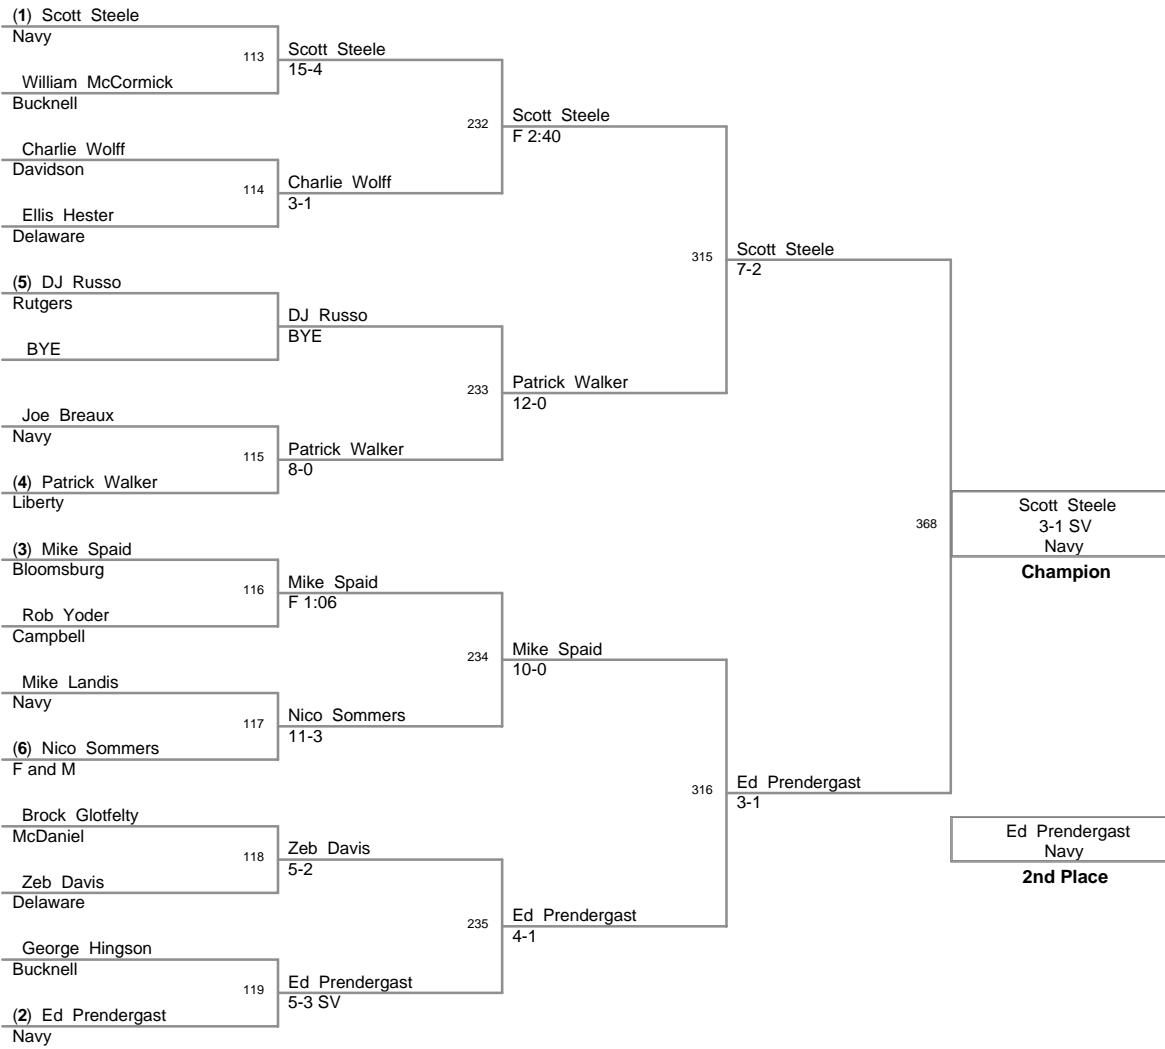 (1) Scott Steele
Navy
113
William McCormick
Bucknell
Scott Steele
15-4
Charlie Wolff
Davidson
114
Ellis Hester
Delaware
Charlie Wolff
3-1
232
Scott Steele
F 2:40
(5) DJ Russo
Rutgers
BYE
DJ Russo
BYE
Joe Breaux
Navy
115
(4) Patrick Walker
Liberty
Patrick Walker
8-0
233
Patrick Walker
12-0
315
Scott Steele
7-2
(3) Mike Spaid
Bloomsburg
116
Rob Yoder
Campbell
Mike Spaid
F 1:06
Mike Landis
Navy
117
(6) Nico Sommers
F and M
Nico Sommers
11-3
234
Mike Spaid
10-0
Brock Glotfelty
McDaniel
118
Zeb Davis
Delaware
Zeb Davis
5-2
George Hingson
Bucknell
119
(2) Ed Prendergast
Navy
Ed Prendergast
5-3 SV
235
Ed Prendergast
4-1
316
Ed Prendergast
3-1
368
Scott Steele
3-1 SV
Navy
Champion
Ed Prendergast
Navy
2nd Place